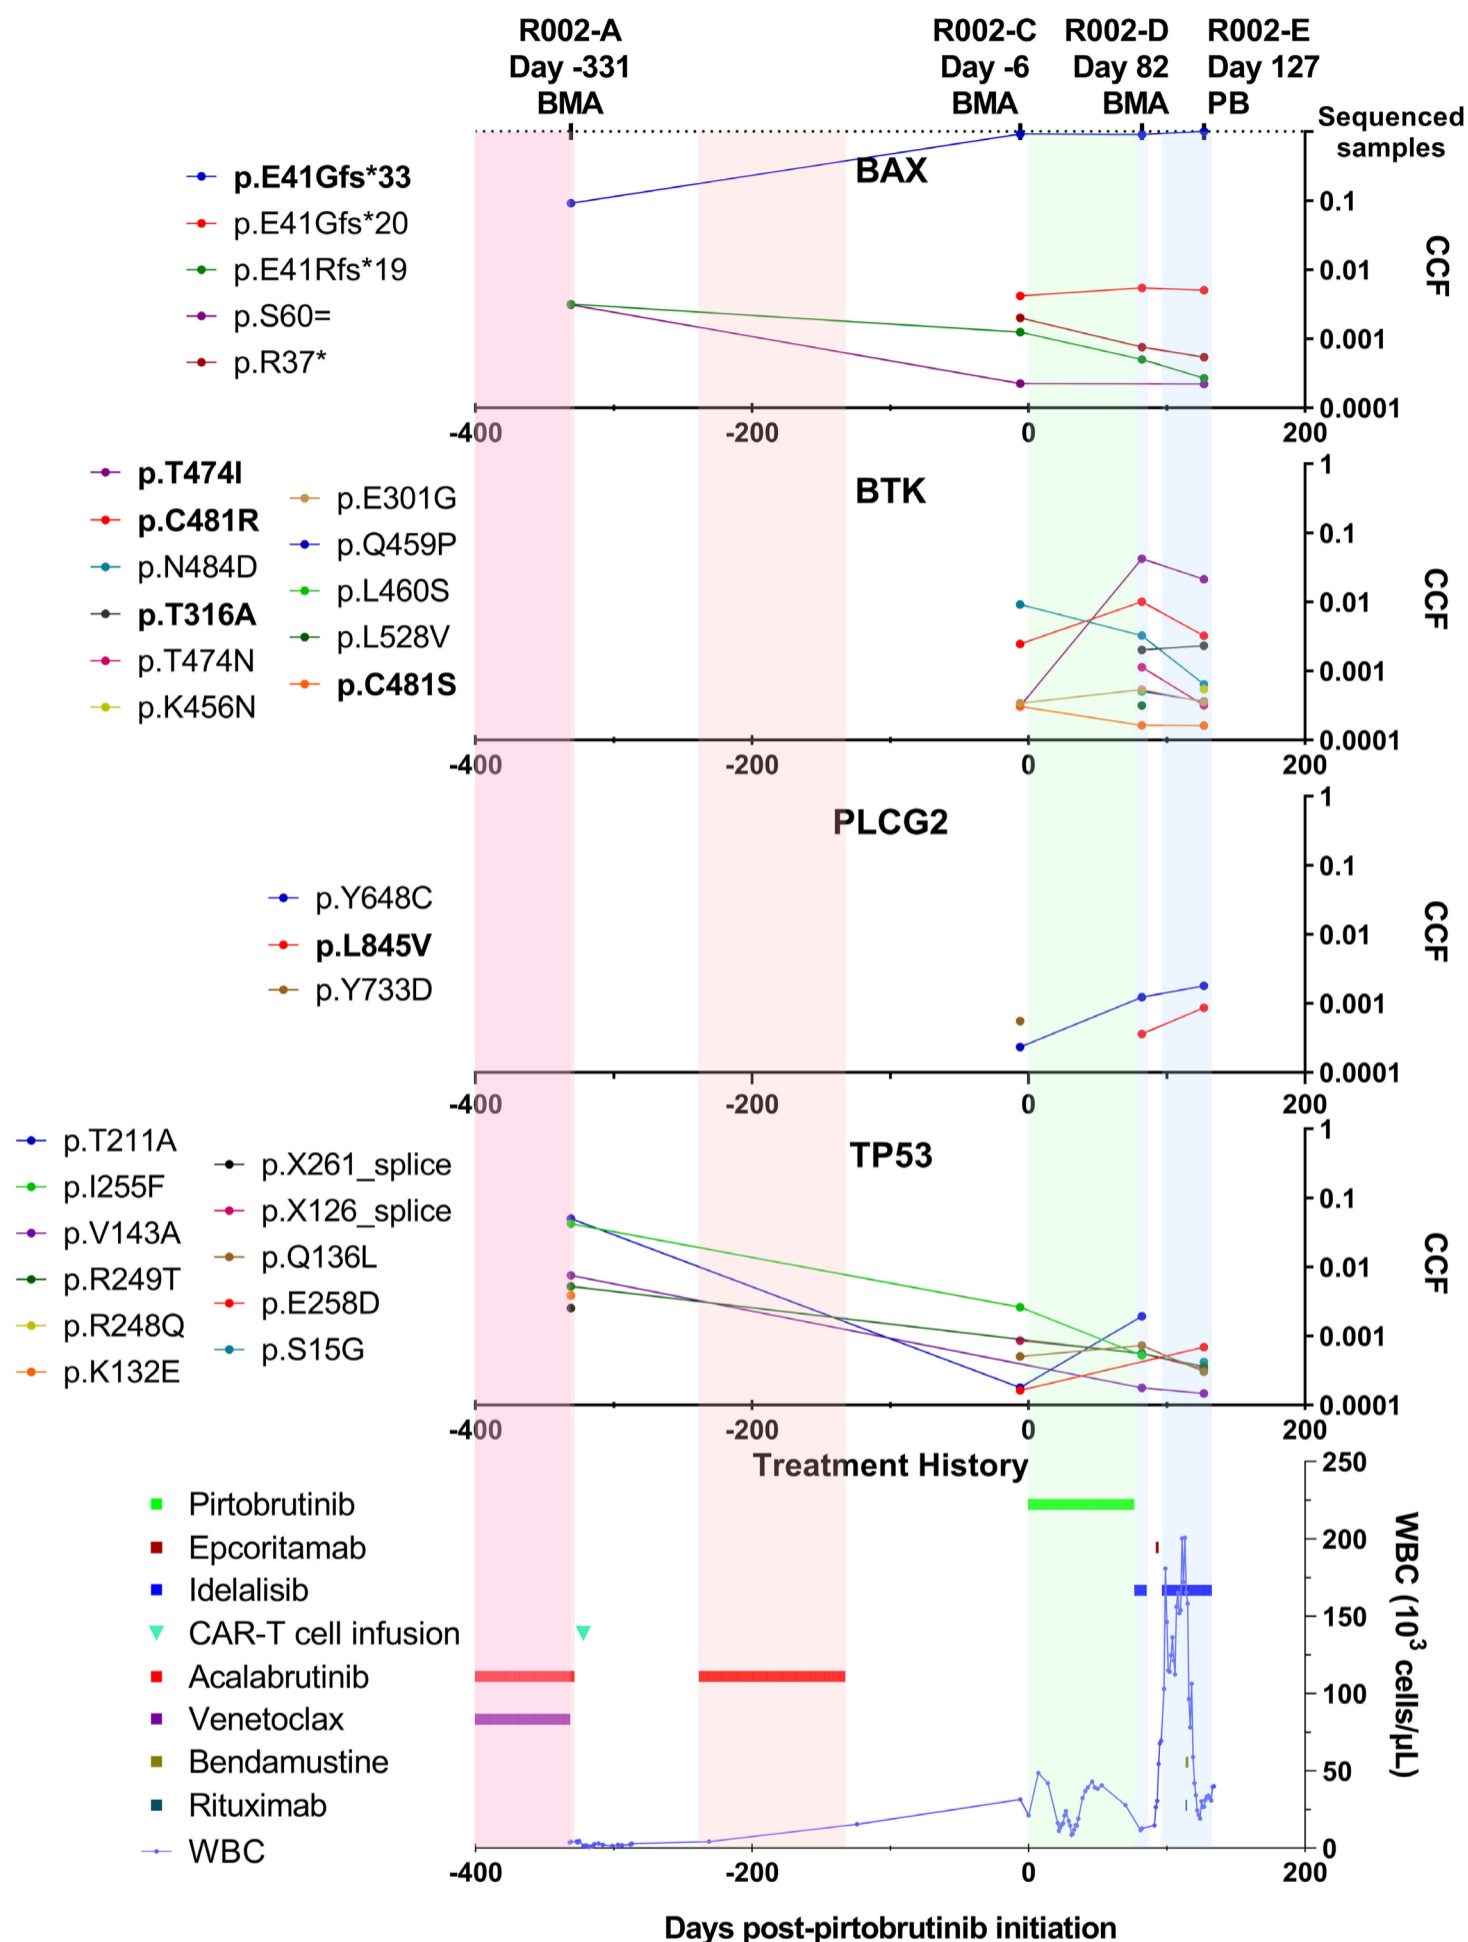 R002-A R002-C R002-D R002-E
Day -331 Day -6 Day 82 Day 127
BMA BMA BMA PB
Sequenced
samples
BAX
p.E41Gfs*33
p.E41Gfs*20
p.E41Rfs*19
p.S60=
p.R37*
0.1
0.01
0.001
0.0001
CCF
-400 -200 0 200
BTK
p.T474I
p.C481R
p.N484D
p.T316A
p.T474N
p.K456N
p.E301G
p.Q459P
p.L460S
p.L528V
p.C481S
1
0.1
0.01
0.001
0.0001
CCF
-400 -200 0 200
PLCG2
p.Y648C
p.L845V
p.Y733D
1
0.1
0.01
0.001
0.0001
CCF
-400 -200 0 200
TP53
p.T211A
p.I255F
p.V143A
p.R249T
p.R248Q
p.K132E
p.X261_splice
p.X126_splice
p.Q136L
p.E258D
p.S15G
1
0.1
0.01
0.001
0.0001
CCF
-400 -200 0 200
Treatment History
Pirtobrutinib
Epcoritamab
Idelalisib
CAR-T cell infusion
Acalabrutinib
Venetoclax
Bendamustine
Rituximab
WBC
250
200
150
100
50
0
WBC (10³ cells/µL)
-400 -200 0 200
Days post-pirtobrutinib initiation